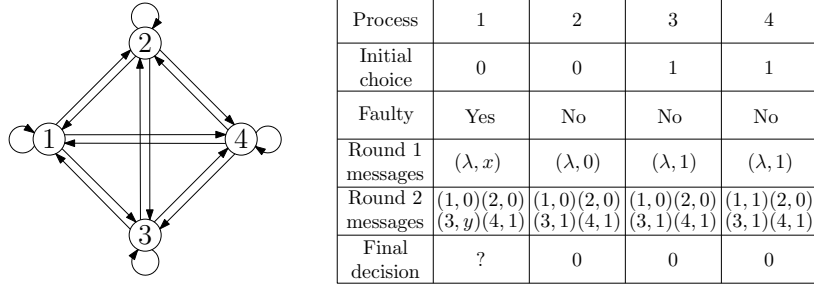 2
1
4
3
Process 1 2 3 4
Initial choice 0 0 1 1
Faulty Yes No No No
Round 1 messages (λ, x) (λ, 0) (λ, 1) (λ, 1)
Round 2 messages (1, 0)(2, 0) (3, y)(4, 1) (1, 0)(2, 0) (3, 1)(4, 1) (1, 0)(2, 0) (3, 1)(4, 1) (1, 1)(2, 0) (3, 1)(4, 1)
Final decision ? 0 0 0